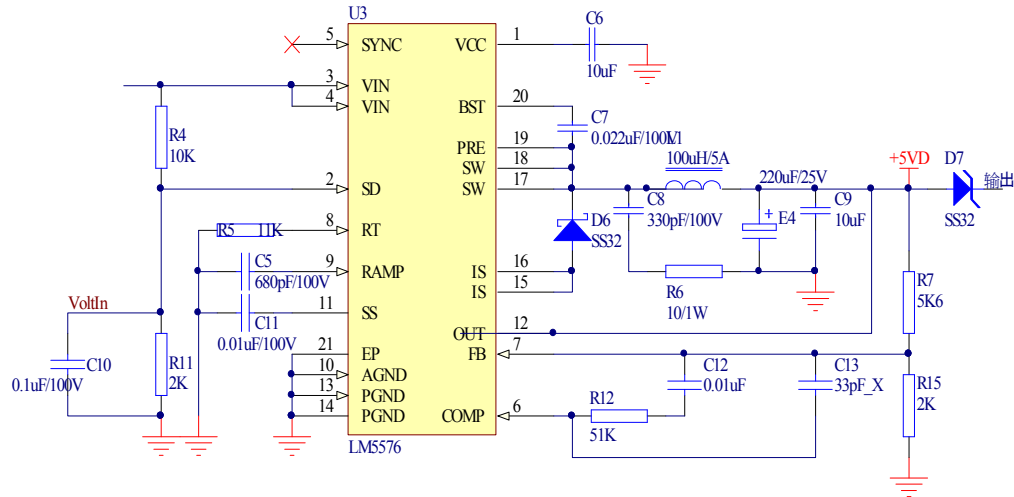 U3
5 SYNC VCC 1
C6
10uF
3 VIN
4 VIN BST 20
C7
0.022uF/100V
L1
R4
10K
PRE 19
SW 18
100uH/5A
2 SD SW 17
220uF/25V
+5VD
D7
输出
SS32
C8
330pF/100V
E4
+
C9
10uF
D6
SS32
R5 11K
8 RT
C5
680pF/100V
9 RAMP IS 16
IS 15
R6
10/1W
R7
5K6
VoltIn
11 SS
C11
0.01uF/100V
OUT 12
21 EP FB 7
C10
0.1uF/100V
R11
2K
10 AGND
13 PGND
14 PGND COMP 6
C12
0.01uF
C13
33pF_X
R15
2K
R12
51K
LM5576